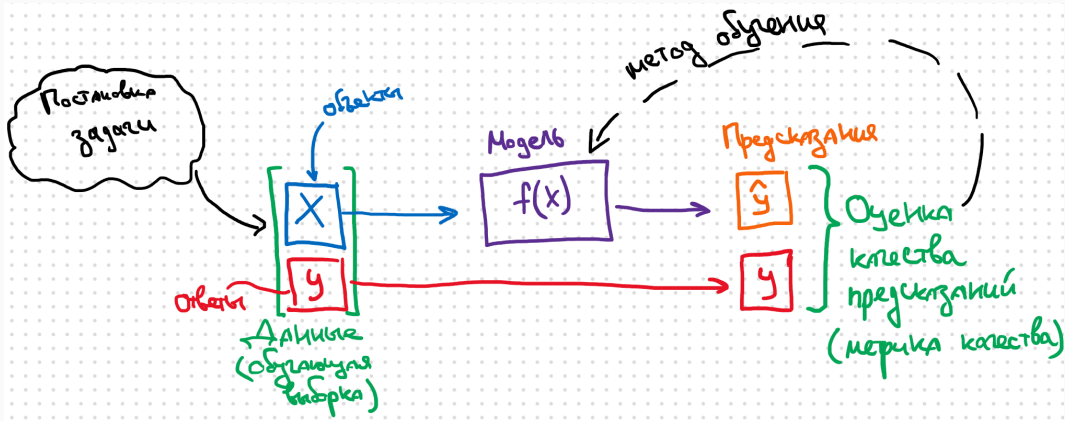 Постановка
задачи
объекты
X
y
ответы
Данные
(обучающая
выборка)
Модель
f(x)
метод обучения
Предсказания
ŷ
y
Оценка
качества
предсказаний
(метрика качества)